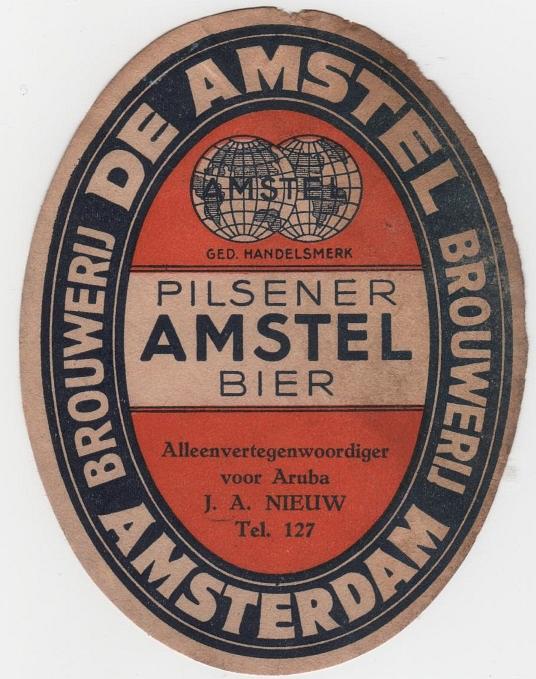 DE AMSTEL
BROUWERIJ
BROUWERIJ
AMSTEL
GED. HANDELSMERK
PILSENER
AMSTEL
BIER
Alleenvertegenwoordiger
voor Aruba
J. A. NIEUW
Tel. 127
AMSTERDAM